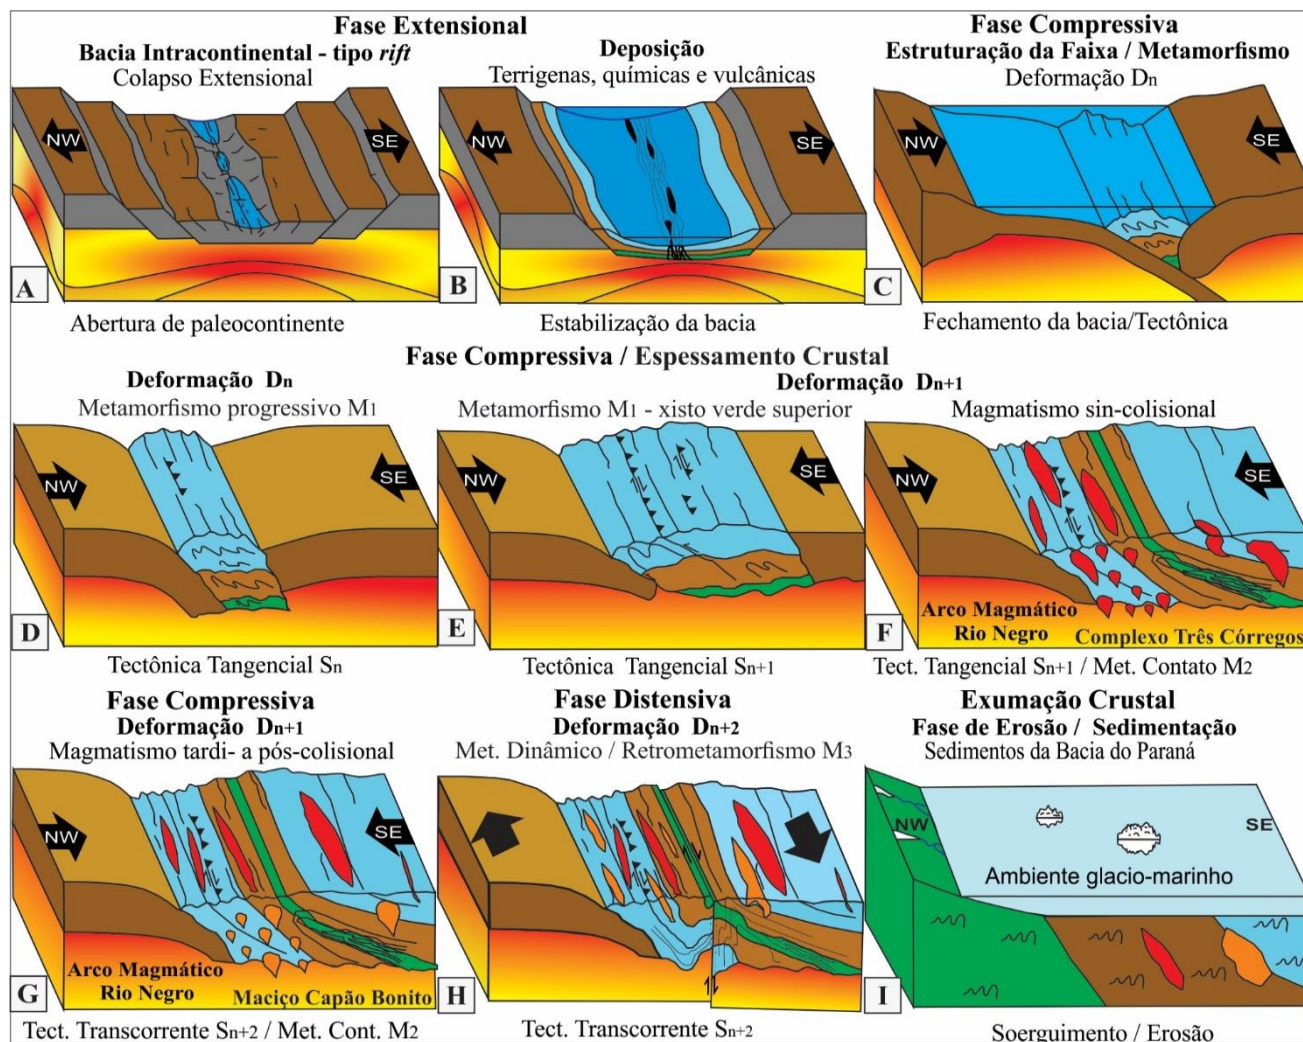 Fase Extensional
Bacia Intracontinental - tipo rift
Colapso Extensional
NW
SE
A
Abertura de paleocontinente
Deposição
Terrigenas, químicas e vulcânicas
NW
SE
B
Estabilização da bacia
Fase Compressiva
Estruturação da Faixa / Metamorfismo
Deformação Dn
NW
SE
C
Fechamento da bacia/Tectônica
Fase Compressiva / Espessamento Crustal
Deformação Dn
Metamorfismo progressivo M1
NW
SE
D
Tectônica Tangencial Sn
Deformação Dn+1
Metamorfismo M1 - xisto verde superior
NW
SE
E
Tectônica Tangencial Sn+1
Magmatismo sin-colisional
SE
Arco Magmático
Rio Negro
Complexo Três Córregos
F
Tect. Tangencial Sn+1 / Met. Contato M2
Fase Compressiva
Deformação Dn+1
Magmatismo tardi- a pós-colisional
NW
SE
Arco Magmático
Rio Negro
Maciço Capão Bonito
G
Tect. Transcorrente Sn+2 / Met. Cont. M2
Fase Distensiva
Deformação Dn+2
Met. Dinâmico / Retrometamorfismo M3
H
Tect. Transcorrente Sn+2
Exumação Crustal
Fase de Erosão / Sedimentação
Sedimentos da Bacia do Paraná
NW
SE
Ambiente glacio-marinho
I
Soerguimento / Erosão